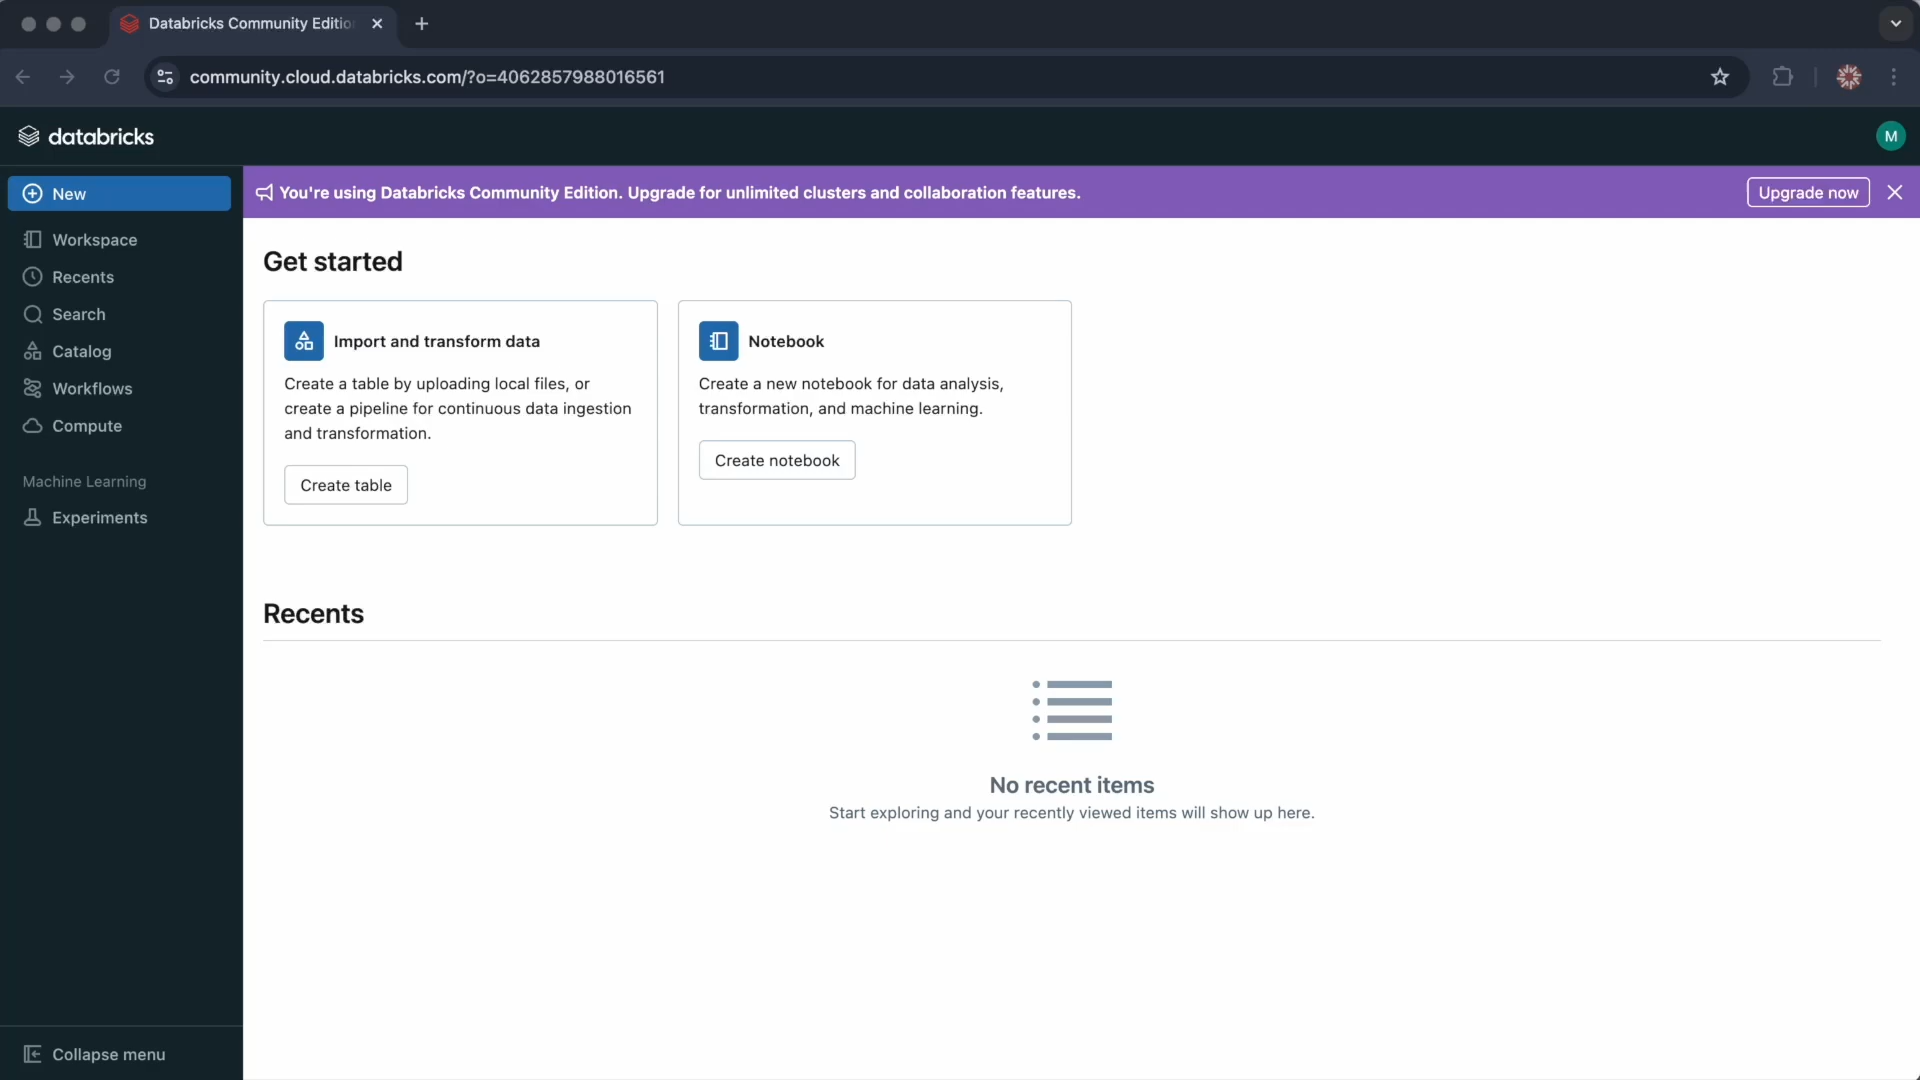 Databricks Community Editio
community.cloud.databricks.com/?o=4062857988016561
databricks
M
New
You're using Databricks Community Edition. Upgrade for unlimited clusters and collaboration features.
Upgrade now
Workspace
Recents
Search
Catalog
Workflows
Compute
Machine Learning
Experiments
Collapse menu
Get started
Import and transform data
Create a table by uploading local files, or
create a pipeline for continuous data ingestion
and transformation.
Create table
Notebook
Create a new notebook for data analysis,
transformation, and machine learning.
Create notebook
Recents
No recent items
Start exploring and your recently viewed items will show up here.